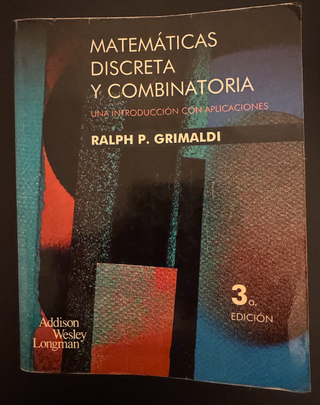 MATEMÁTICAS
DISCRETA
Y COMBINATORIA
UNA INTRODUCCIÓN CON APLICACIONES
RALPH P. GRIMALDI
3a.
EDICIÓN
Addison
Wesley
Longman